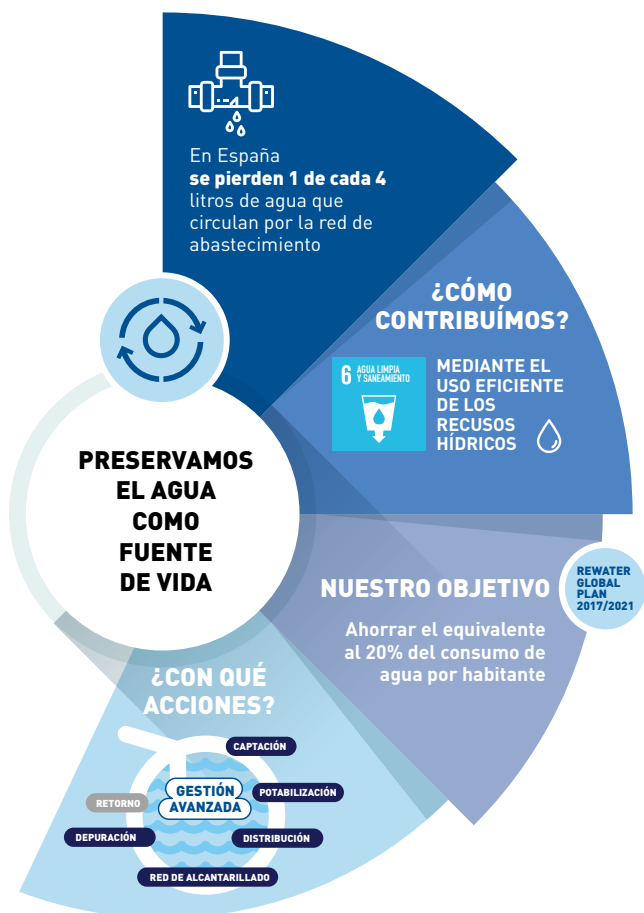 En España
se pierden 1 de cada 4
litros de agua que
circulan por la red de
abastecimiento
¿CÓMO
CONTRIBUÍMOS?
6 AGUA LIMPIA
Y SANEAMIENTO
MEDIANTE EL
USO EFICIENTE
DE LOS
RECUSOS
HÍDRICOS
PRESERVAMOS
EL AGUA
COMO
FUENTE
DE VIDA
NUESTRO OBJETIVO
Ahorrar el equivalente
al 20% del consumo de
agua por habitante
REWATER
GLOBAL
PLAN
2017/2021
¿CON QUÉ
ACCIONES?
GESTIÓN
AVANZADA
CAPTACIÓN
POTABILIZACIÓN
DISTRIBUCIÓN
RED DE ALCANTARILLADO
DEPURACIÓN
RETORNO